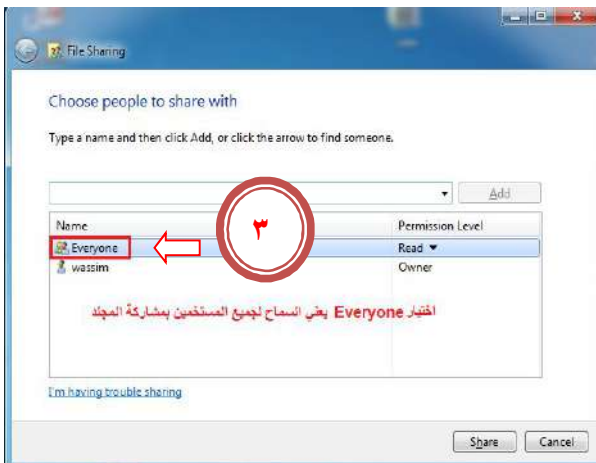 File Sharing
Choose people to share with
Type a name and then click Add, or click the arrow to find someone.
Add
Name Permission Level
Everyone Read
wassim Owner
٣
اختيار Everyone يعني السماح لجميع المستخمين بمشاركة المجلد
I'm having trouble sharing
Share Cancel